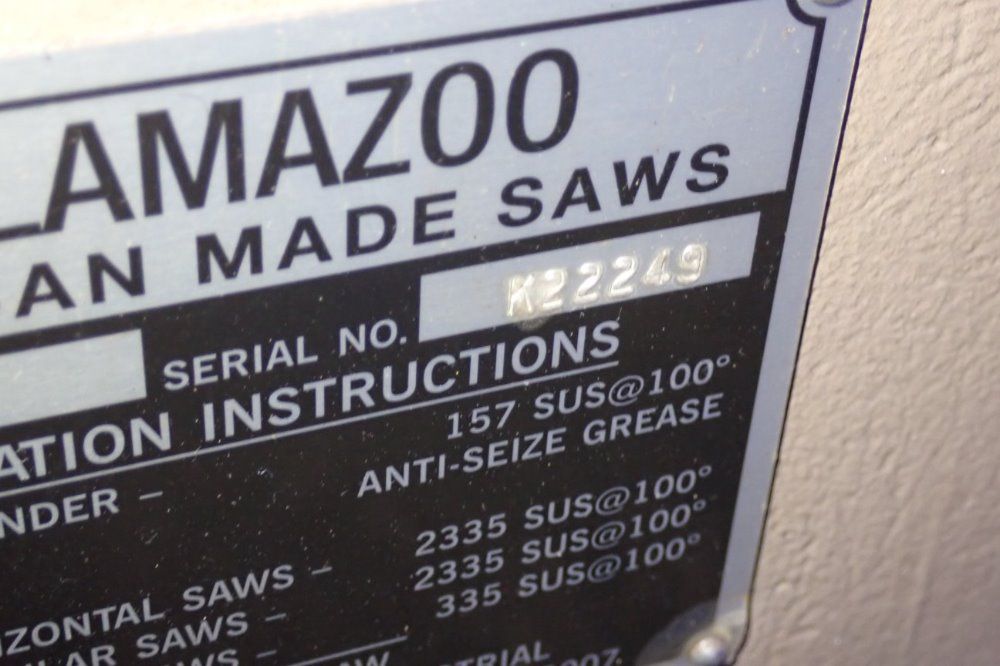 LAMAZOO
AN MADE SAWS
SERIAL NO. K22249
ATION INSTRUCTIONS
157 SUS@100°
NDER – ANTI-SEIZE GREASE
2335 SUS@100°
IZONTAL SAWS – 2335 SUS@100°
LAR SAWS – 335 SUS@100°